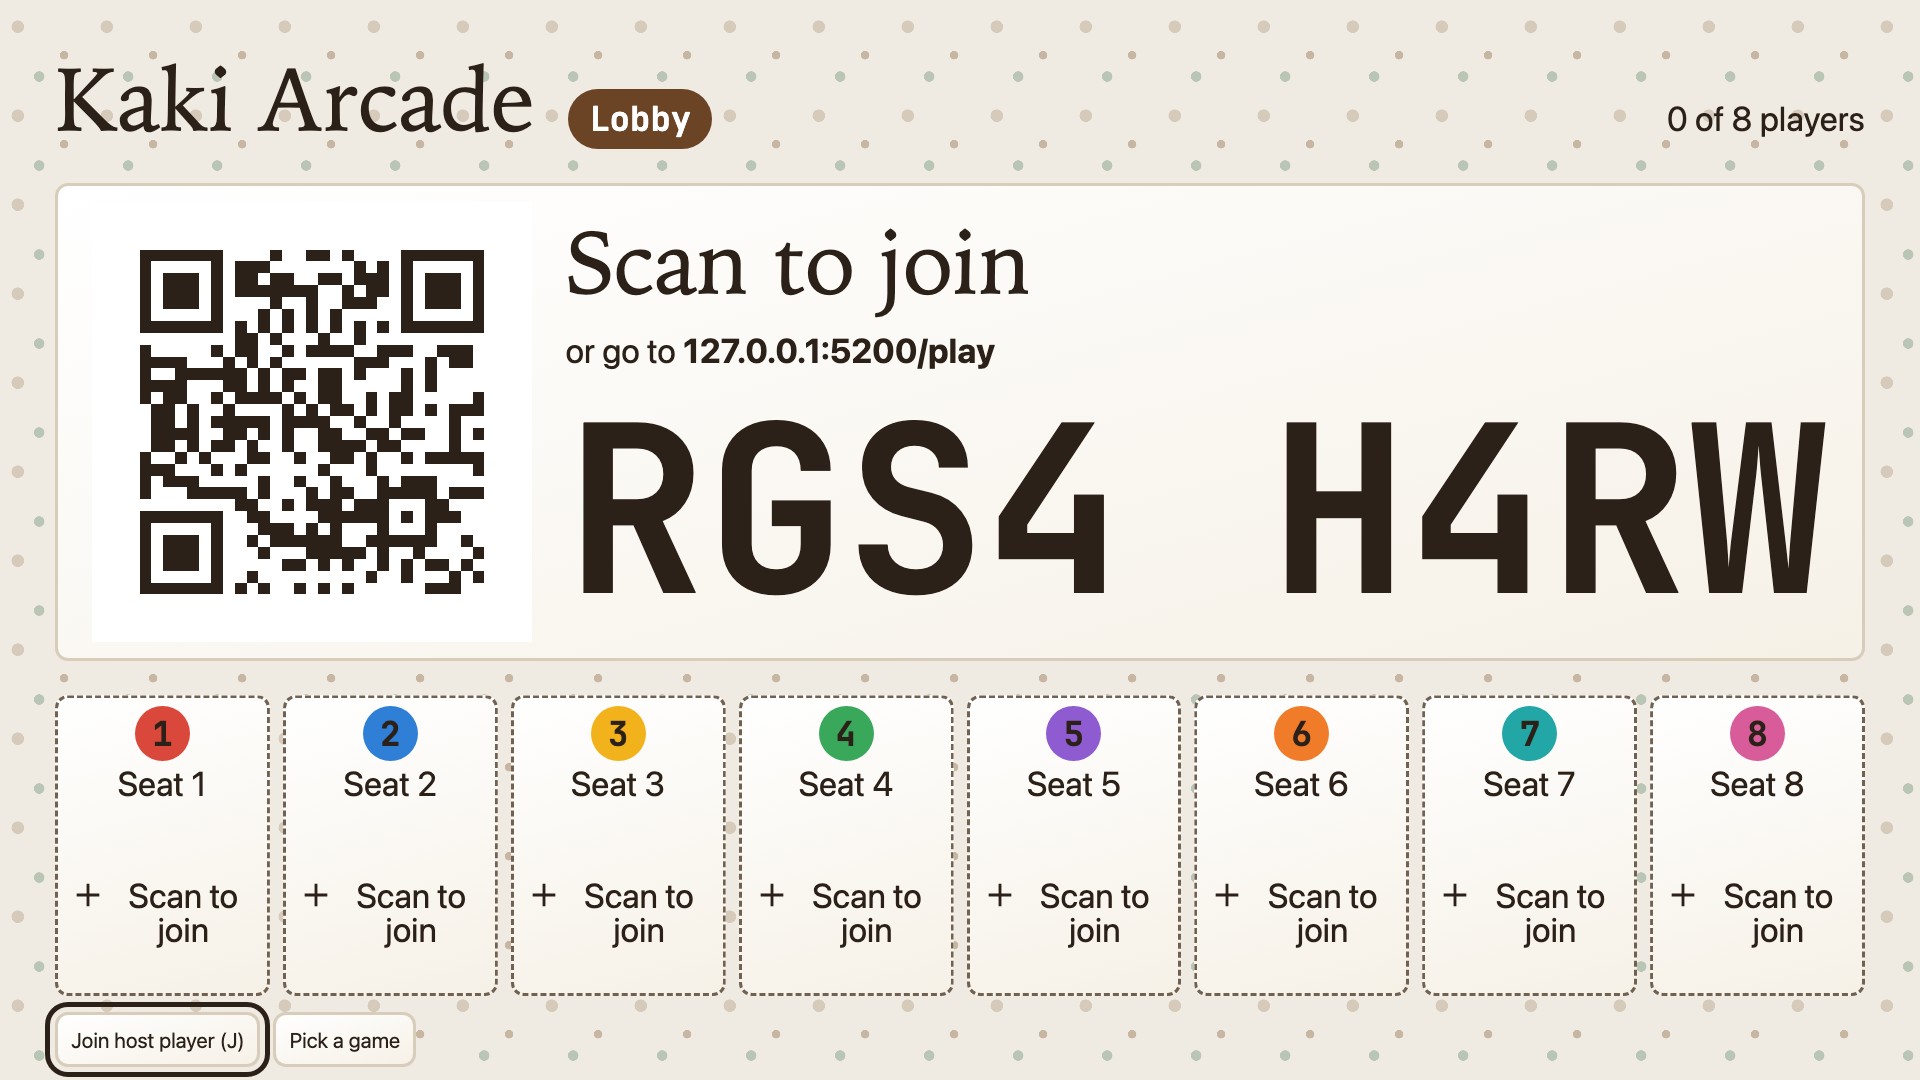 Kaki Arcade
Lobby
0 of 8 players
Scan to join
or go to 127.0.0.1:5200/play
RGS4 H4RW
1
Seat 1
+ Scan to
join
2
Seat 2
+ Scan to
join
3
Seat 3
+ Scan to
join
4
Seat 4
+ Scan to
join
5
Seat 5
+ Scan to
join
6
Seat 6
+ Scan to
join
7
Seat 7
+ Scan to
join
8
Seat 8
+ Scan to
join
Join host player (J)
Pick a game